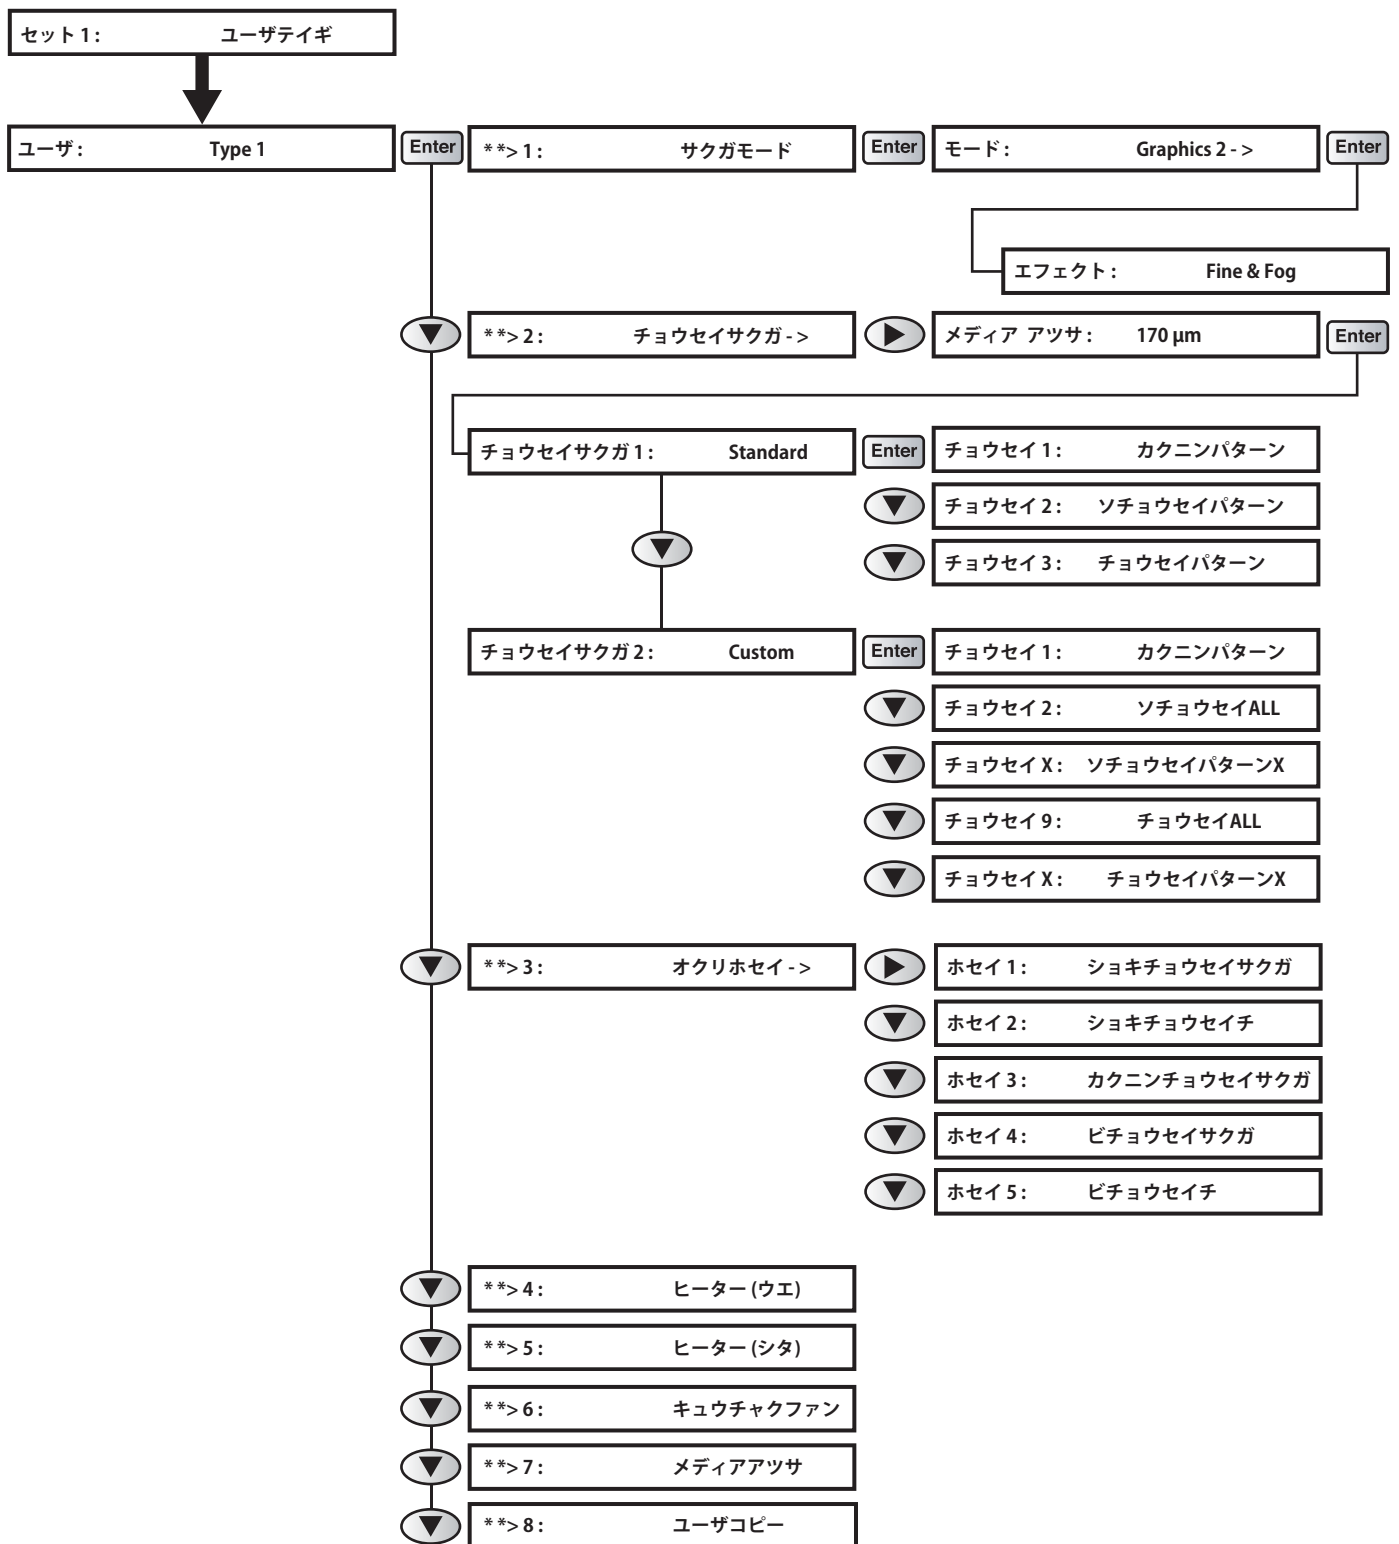 セット 1 : ユーザテイギ
ユーザ : Type 1
Enter
**> 1 : サクガモード
Enter
モード : Graphics 2 - >
Enter
エフェクト : Fine & Fog
**> 2 : チョウセイサクガ - >
メディア アツサ : 170 µm
Enter
チョウセイサクガ 1 : Standard
Enter
チョウセイ 1 : カクニンパターン
チョウセイ 2 : ソチョウセイパターン
チョウセイ 3 : チョウセイパターン
チョウセイサクガ 2 : Custom
Enter
チョウセイ 1 : カクニンパターン
チョウセイ 2 : ソチョウセイALL
チョウセイ X : ソチョウセイパターンX
チョウセイ 9 : チョウセイALL
チョウセイ X : チョウセイパターンX
**> 3 : オクリホセイ - >
ホセイ 1 : ショキチョウセイサクガ
ホセイ 2 : ショキチョウセイチ
ホセイ 3 : カクニンチョウセイサクガ
ホセイ 4 : ビチョウセイサクガ
ホセイ 5 : ビチョウセイチ
**> 4 : ヒーター (ウエ)
**> 5 : ヒーター (シタ)
**> 6 : キュウチャクファン
**> 7 : メディアアツサ
**> 8 : ユーザコピー